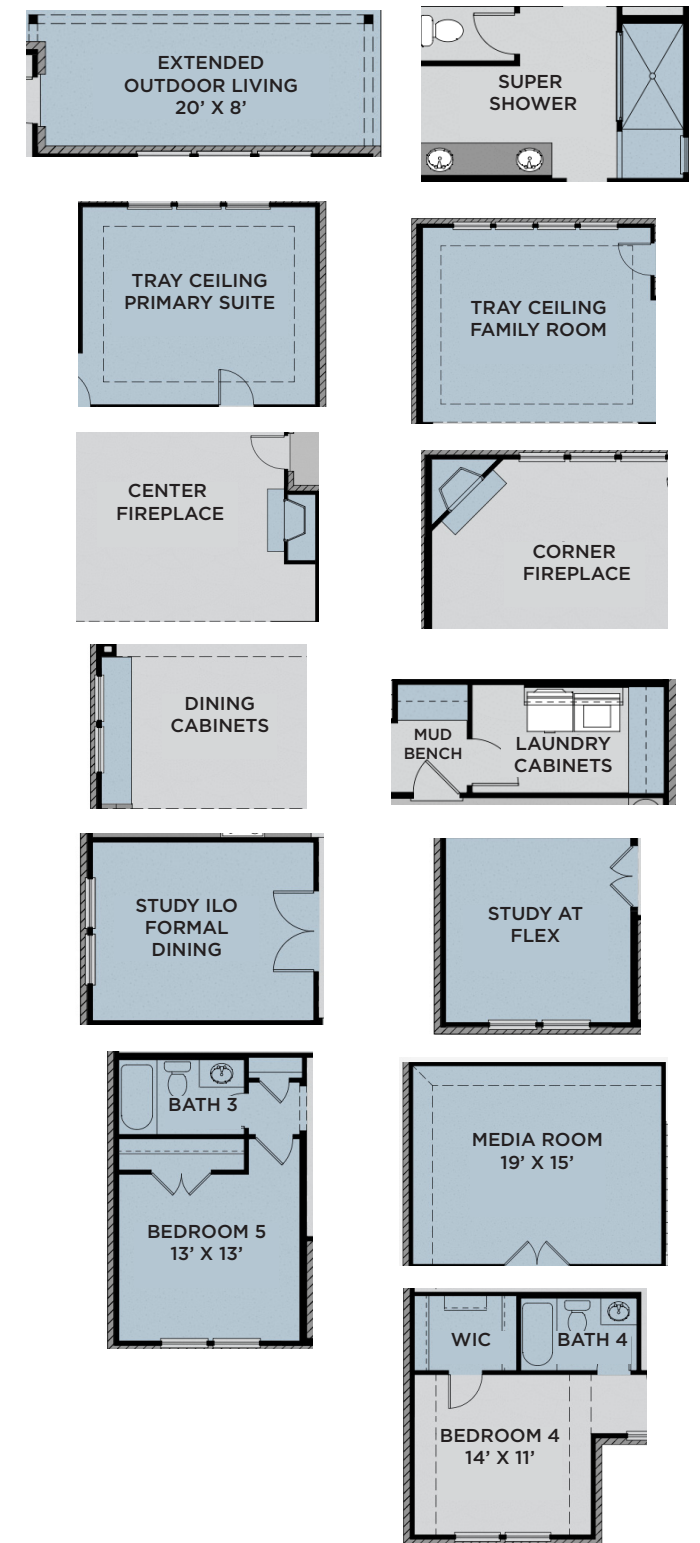 EXTENDED
OUTDOOR LIVING
20’ X 8’
SUPER
SHOWER
TRAY CEILING
PRIMARY SUITE
TRAY CEILING
FAMILY ROOM
CENTER
FIREPLACE
CORNER
FIREPLACE
DINING
CABINETS
MUD
BENCH
LAUNDRY
CABINETS
STUDY ILO
FORMAL
DINING
STUDY AT
FLEX
BATH 3
BEDROOM 5
13’ X 13’
MEDIA ROOM
19’ X 15’
WIC
BATH 4
BEDROOM 4
14’ X 11’